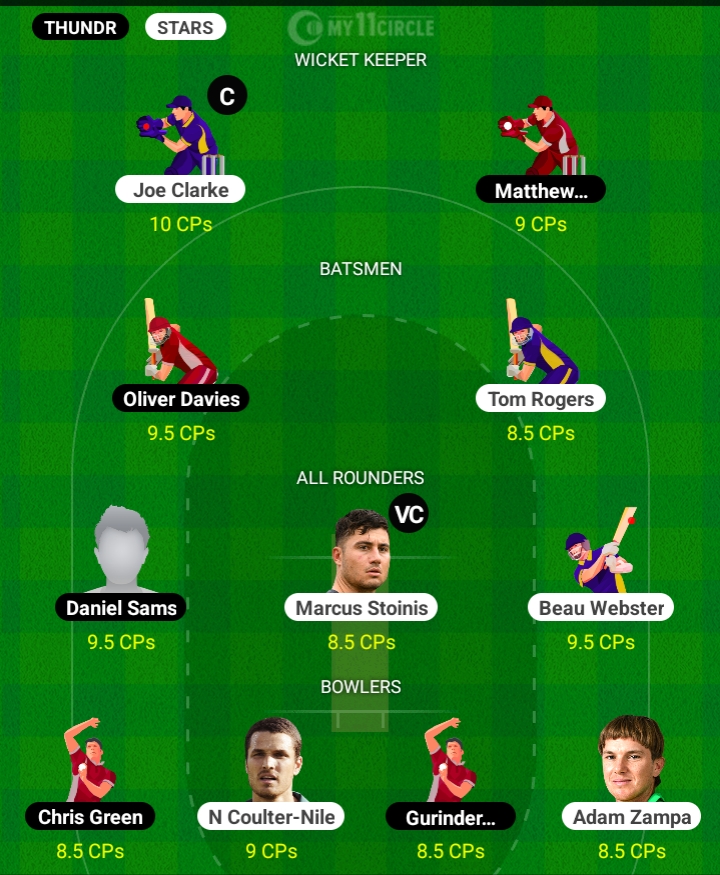 THUNDR STARS MY11CIRCLE
WICKET KEEPER
C
Joe Clarke Matthew...
10 CPs 9 CPs
BATSMEN
Oliver Davies Tom Rogers
9.5 CPs 8.5 CPs
ALL ROUNDERS
VC
Daniel Sams Marcus Stoinis Beau Webster
9.5 CPs 8.5 CPs 9.5 CPs
BOWLERS
Chris Green N Coulter-Nile Gurinder... Adam Zampa
8.5 CPs 9 CPs 8.5 CPs 8.5 CPs